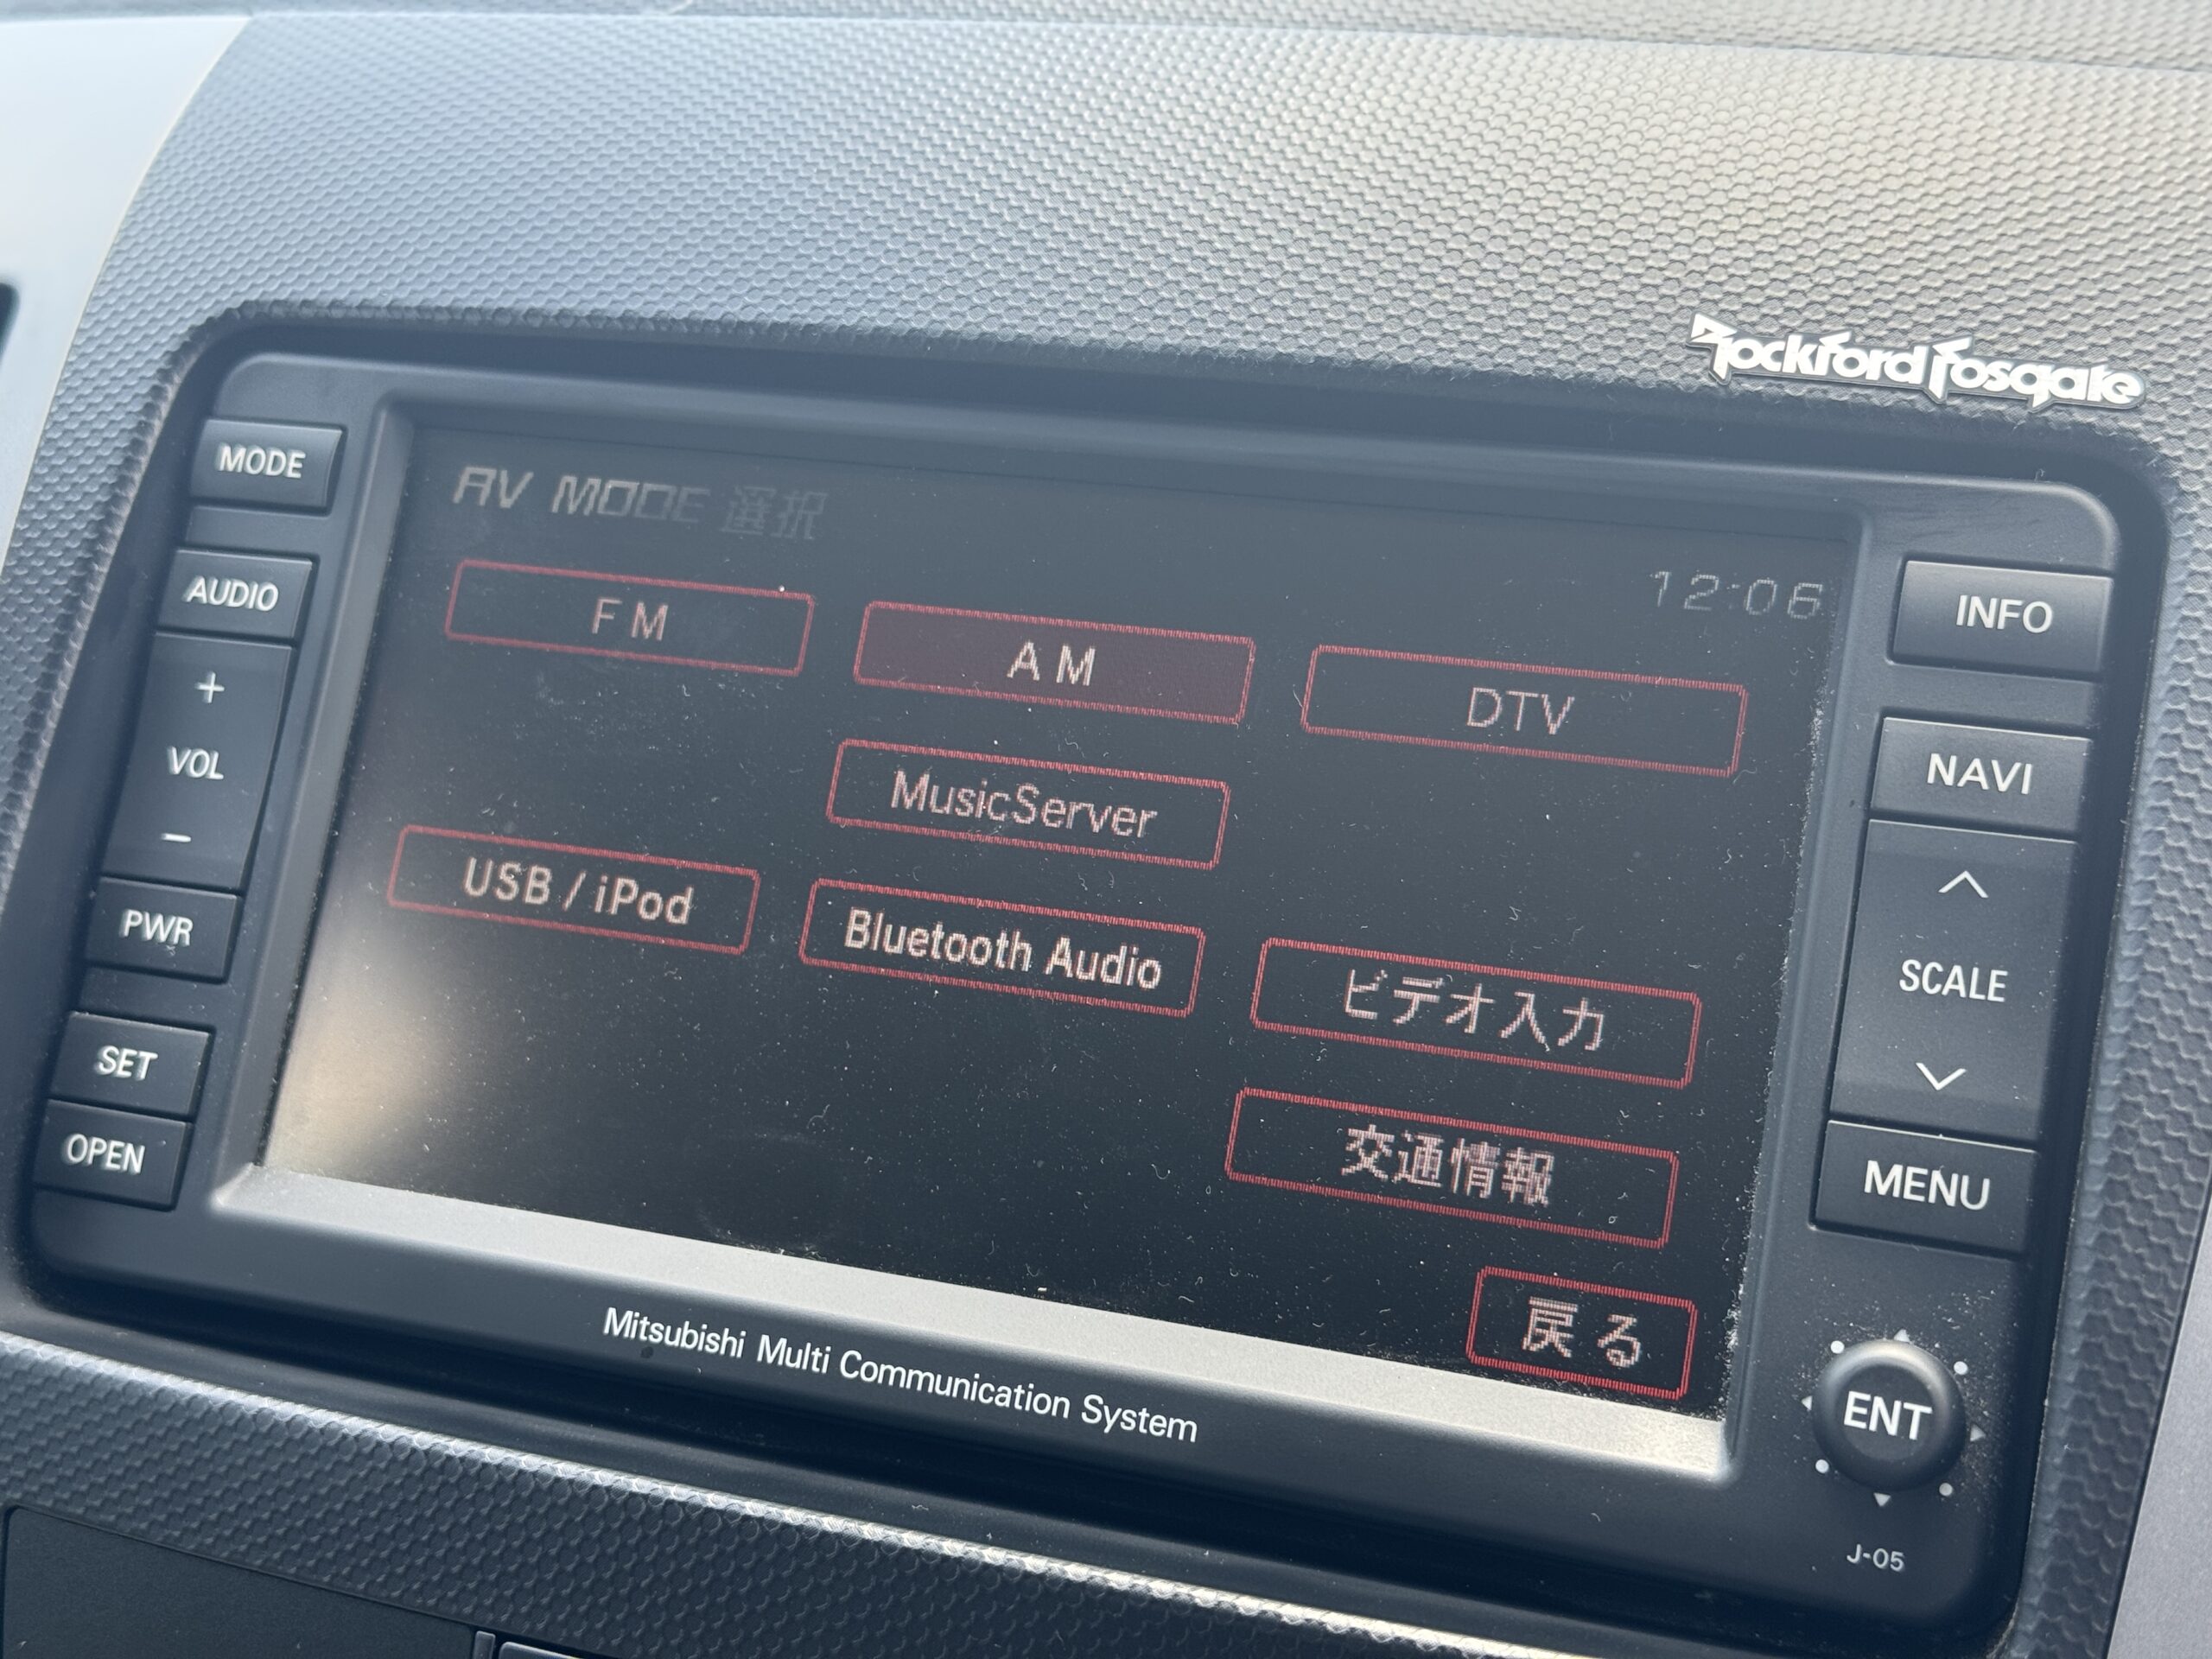 Rockford Fosgate
MODE
AUDIO
+
VOL
−
PWR
SET
OPEN
AV MODE 選択
12:06
FM
AM
DTV
MusicServer
USB / iPod
Bluetooth Audio
ビデオ入力
交通情報
戻る
INFO
NAVI
SCALE
MENU
ENT
J-05
Mitsubishi Multi Communication System